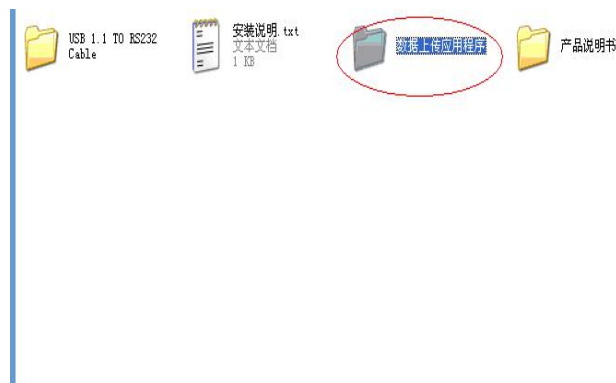 USB 1.1 TO RS232
Cable
安装说明.txt
文本文档
1 KB
数据上传应用程序
产品说明书